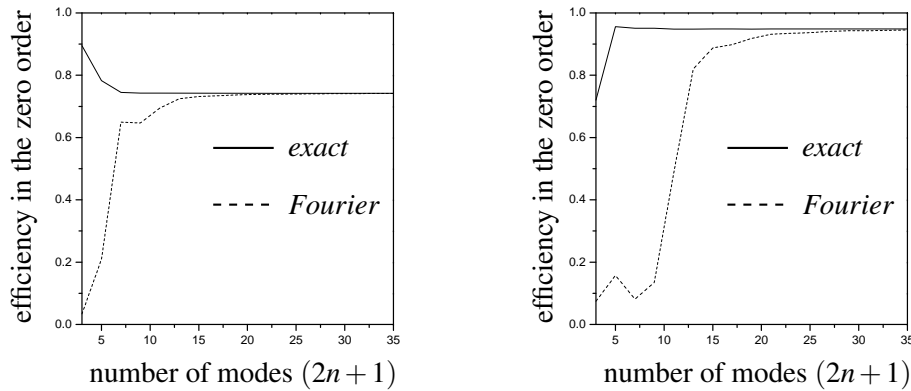 efficiency in the zero order
1.0
0.8
0.6
0.4
0.2
0.0
exact
Fourier
5 10 15 20 25 30 35
number of modes (2n+1)
efficiency in the zero order
1.0
0.8
0.6
0.4
0.2
0.0
exact
Fourier
5 10 15 20 25 30 35
number of modes (2n+1)